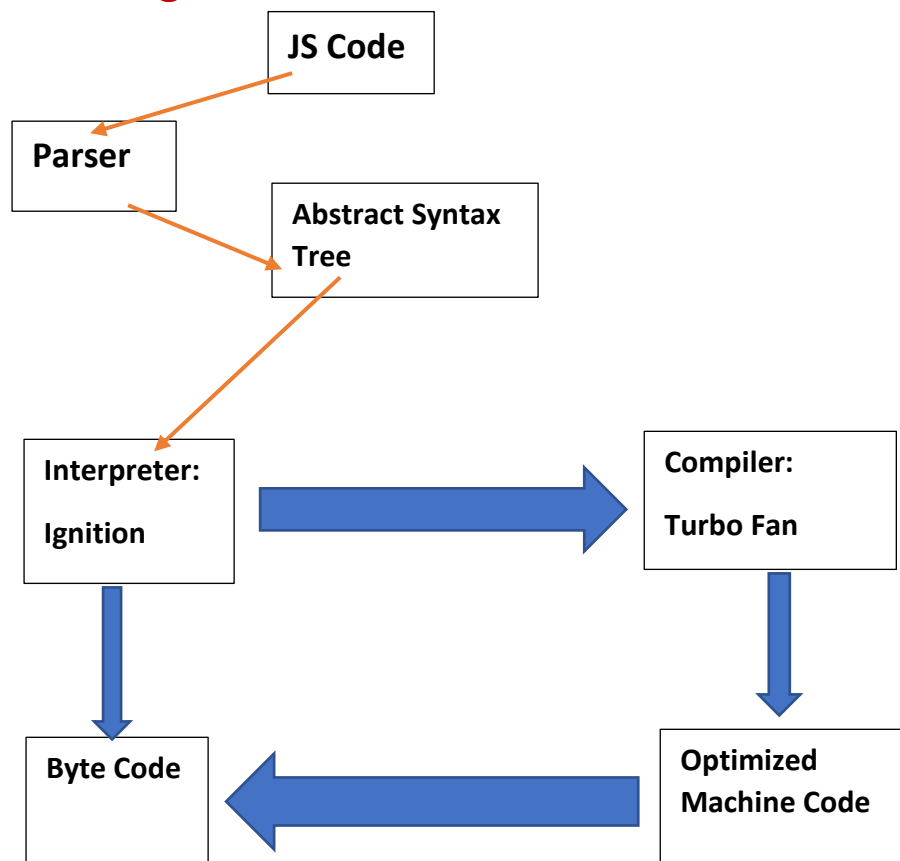 JS Code
Parser
Abstract Syntax
Tree
Interpreter:
Ignition
Compiler:
Turbo Fan
Byte Code
Optimized
Machine Code